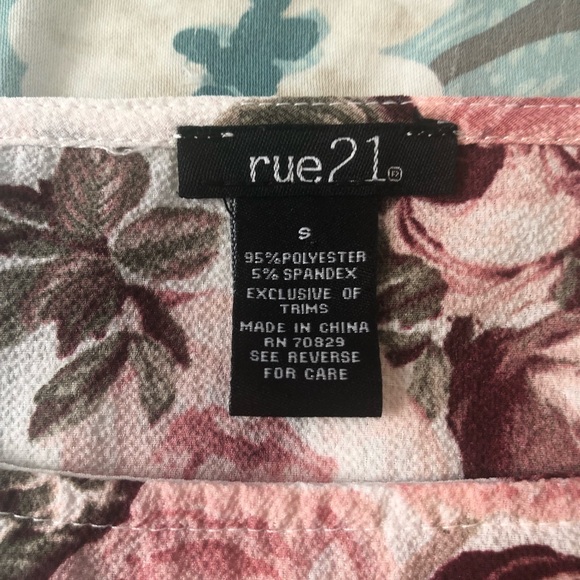 rue21®
S
95%POLYESTER
5% SPANDEX
EXCLUSIVE OF
TRIMS
MADE IN CHINA
RN 70829
SEE REVERSE
FOR CARE